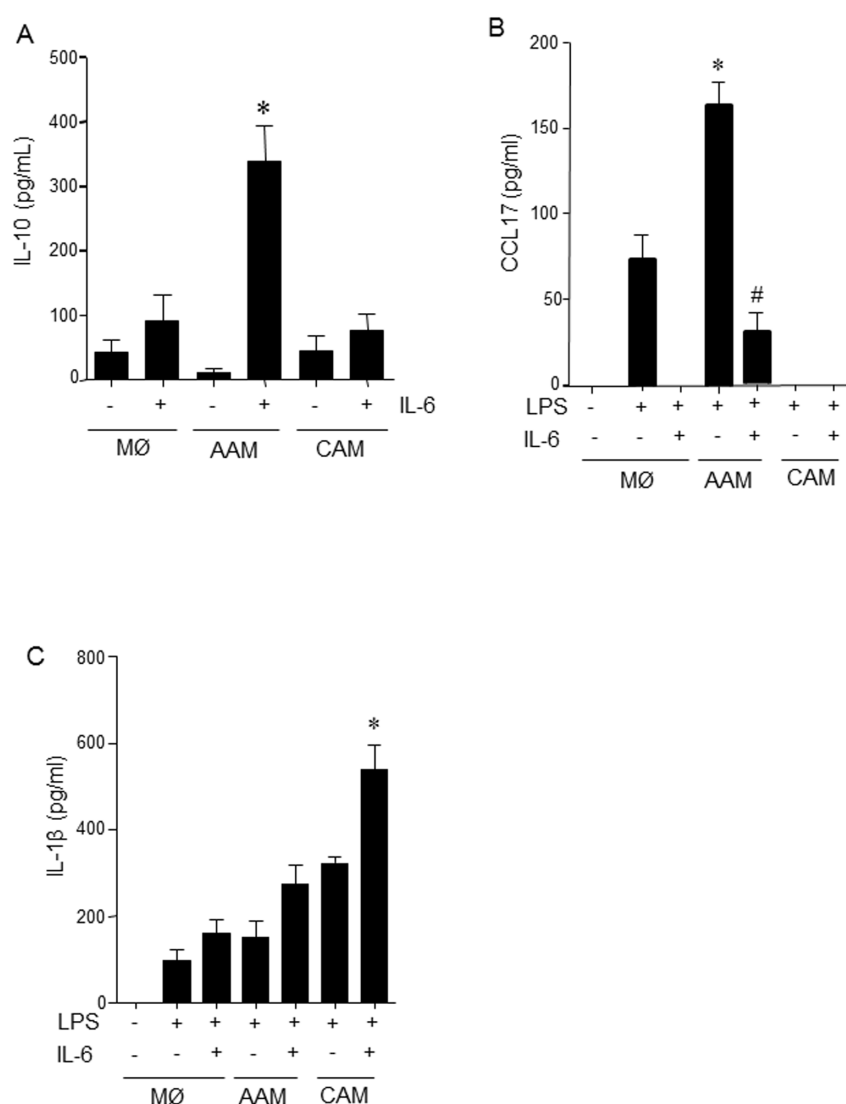 A
IL-10 (pg/mL)
500
400
300
200
100
0
*
- + - + - + IL-6
MØ AAM CAM
B
CCL17 (pg/ml)
200
150
100
50
0
*
#
LPS - + + + + + +
IL-6 - - + - + - +
MØ AAM CAM
C
IL-1β (pg/ml)
800
600
400
200
0
*
LPS - + + + + + +
IL-6 - - + - + - +
MØ AAM CAM